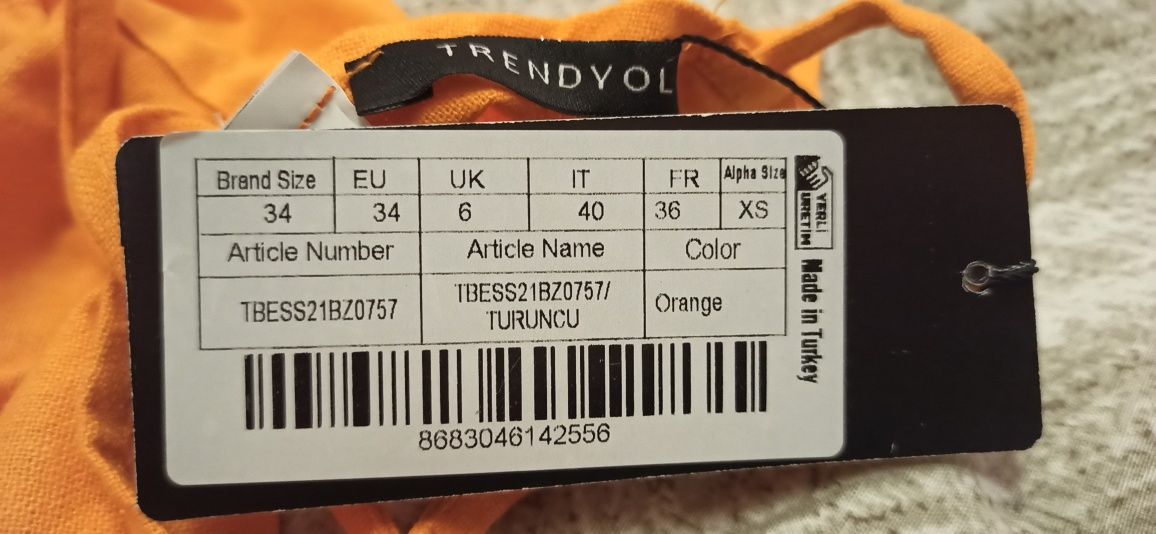 TRENDYOL
Brand Size EU UK IT FR Alpha Size
34 34 6 40 36 XS
Article Number Article Name Color
TBESS21BZ0757 TBESS21BZ0757/
TURUNCU Orange
8683046142556
YERLİ
ÜRETİM
Made in Turkey